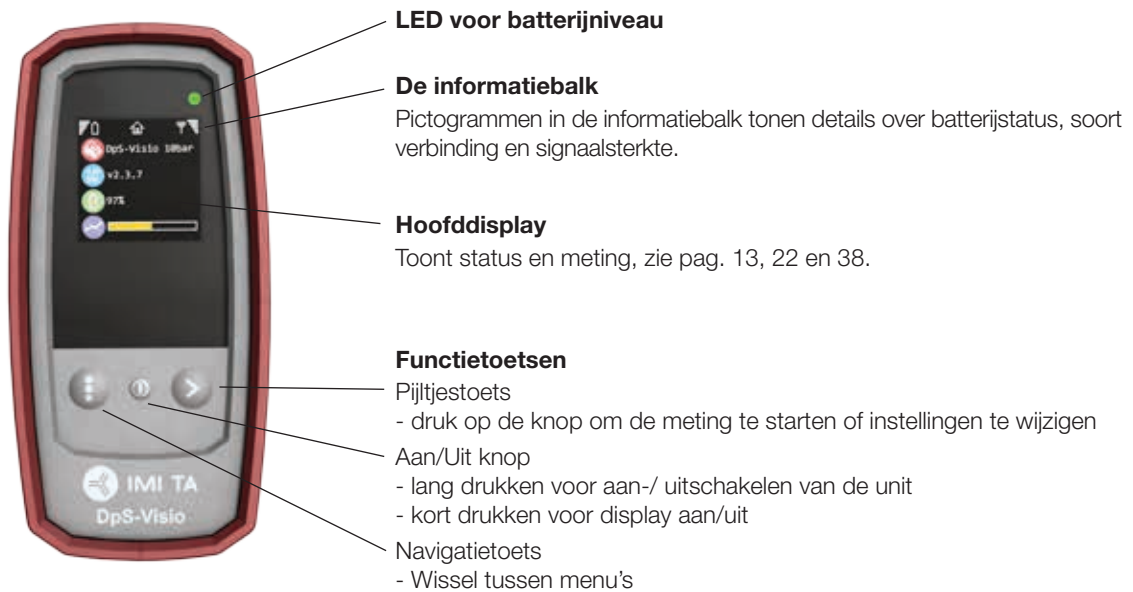 LED voor batterijniveau
De informatiebalk
Pictogrammen in de informatiebalk tonen details over batterijstatus, soort
verbinding en signaalsterkte.
DpS-Visio 10bar
v2.3.7
97%
Hoofddisplay
Toont status en meting, zie pag. 13, 22 en 38.
Functietoetsen
Pijltjestoets
- druk op de knop om de meting te starten of instellingen te wijzigen
Aan/Uit knop
- lang drukken voor aan-/ uitschakelen van de unit
- kort drukken voor display aan/uit
Navigatietoets
- Wissel tussen menu’s
IMI TA
DpS-Visio